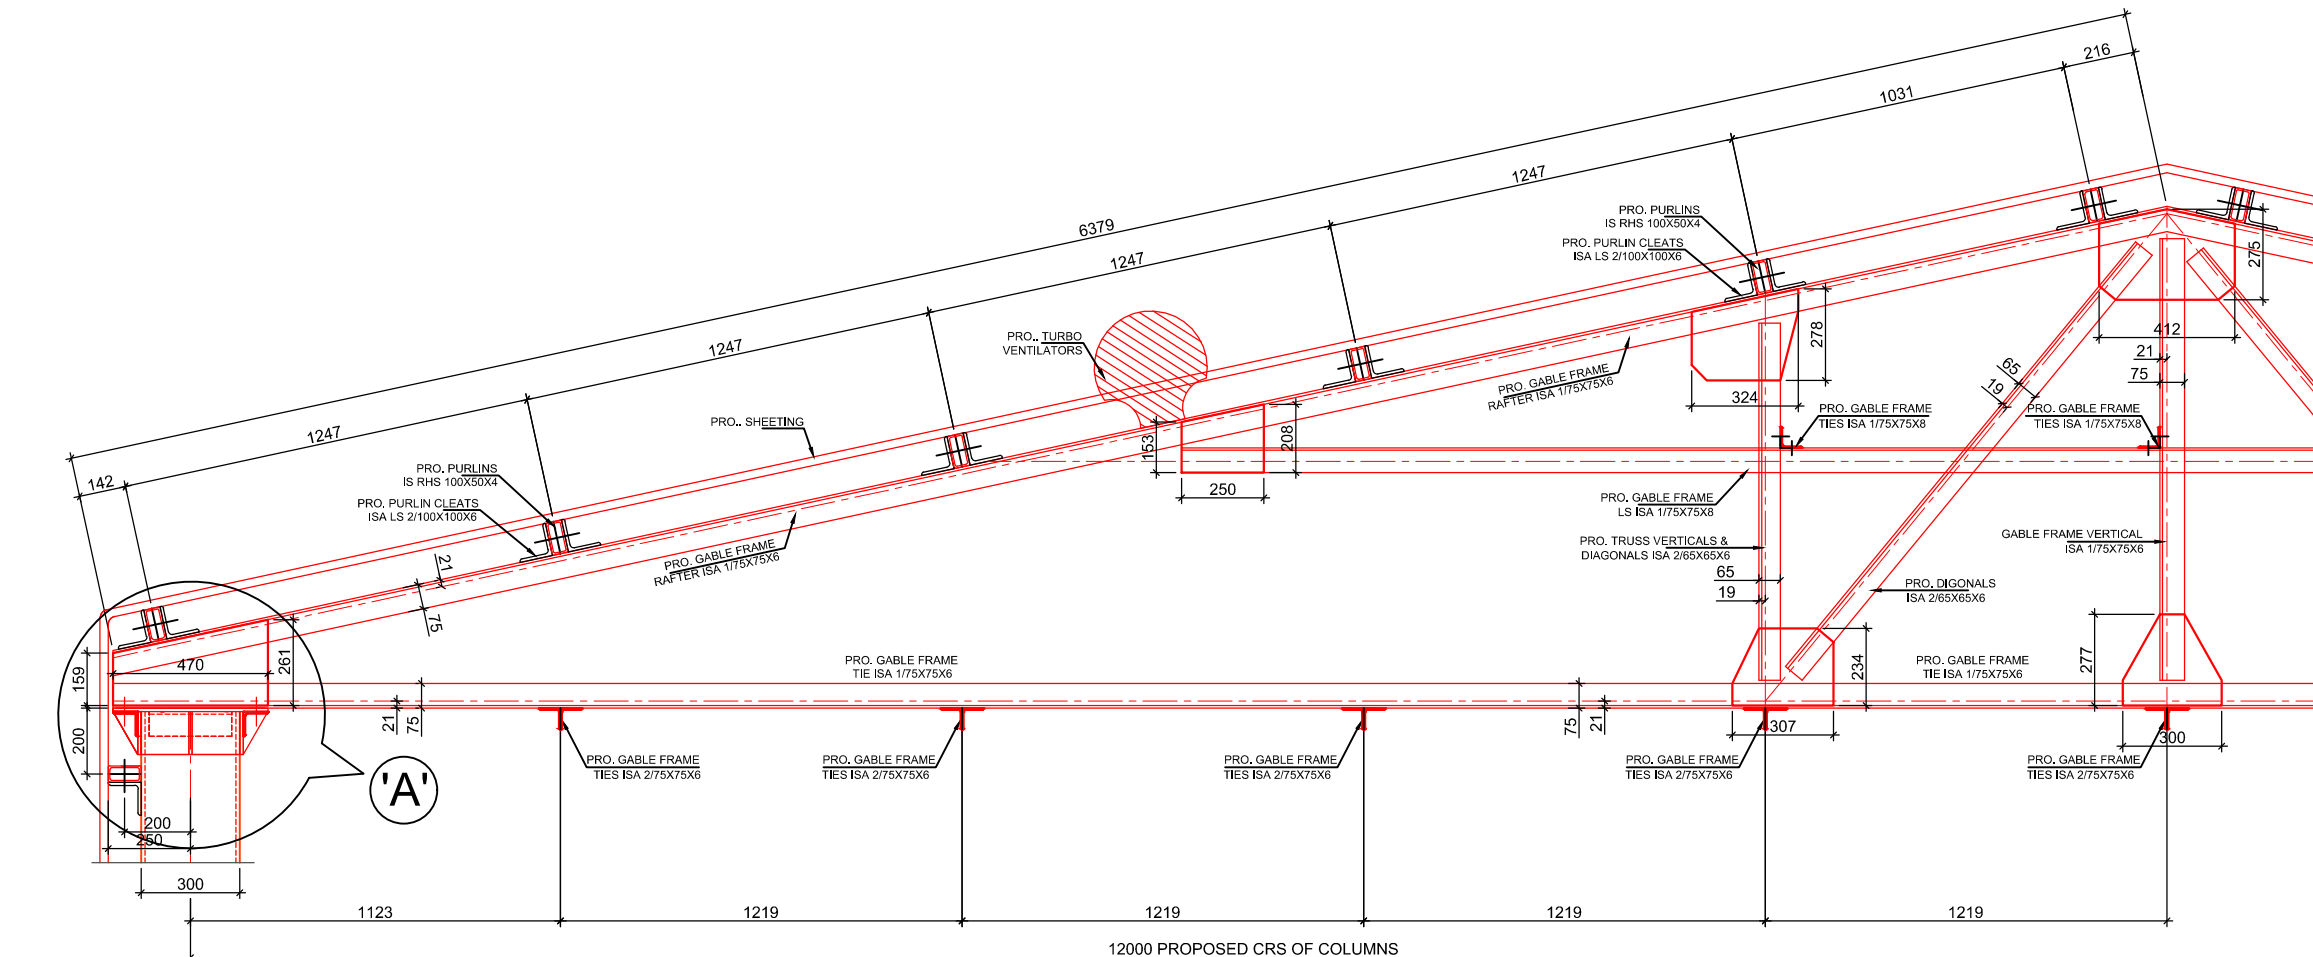 216
1031
6379
1247
1247
1247
1247
142
PRO. PURLINS
IS RHS 100X50X4
PRO. PURLIN CLEATS
ISA LS 2/100X100X6
275
PRO.. TURBO
VENTILATORS
278
412
21
75
PRO. GABLE FRAME
RAFTER ISA 1/75X75X6
324
65
19
PRO. GABLE FRAME
TIES ISA 1/75X75X8
PRO. GABLE FRAME
TIES ISA 1/75X75X8
PRO.. SHEETING
153
208
250
PRO. PURLINS
IS RHS 100X50X4
PRO. PURLIN CLEATS
ISA LS 2/100X100X6
PRO. GABLE FRAME
LS ISA 1/75X75X8
PRO. TRUSS VERTICALS &
DIAGONALS ISA 2/65X65X6
GABLE FRAME VERTICAL
ISA 1/75X75X6
21
75
PRO. GABLE FRAME
RAFTER ISA 1/75X75X6
65
19
PRO. DIGONALS
ISA 2/65X65X6
470
261
159
200
PRO. GABLE FRAME
TIE ISA 1/75X75X6
234
PRO. GABLE FRAME
TIE ISA 1/75X75X6
277
21
75
75
21
307
300
PRO. GABLE FRAME
TIES ISA 2/75X75X6
PRO. GABLE FRAME
TIES ISA 2/75X75X6
PRO. GABLE FRAME
TIES ISA 2/75X75X6
PRO. GABLE FRAME
TIES ISA 2/75X75X6
PRO. GABLE FRAME
TIES ISA 2/75X75X6
'A'
200
250
300
1123
1219
1219
1219
1219
12000 PROPOSED CRS OF COLUMNS